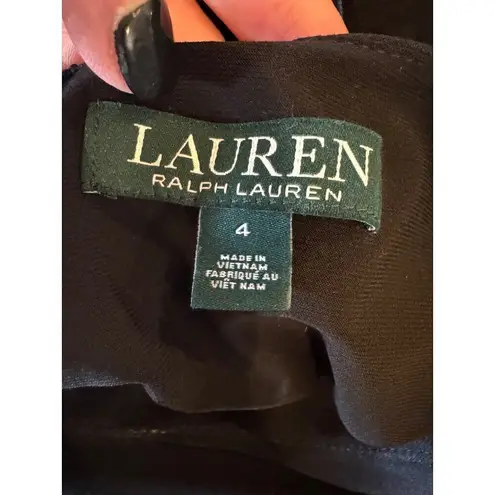 LAUREN
RALPH LAUREN
4
MADE IN
VIETNAM
FABRIQUÉ AU
VIÊT NAM